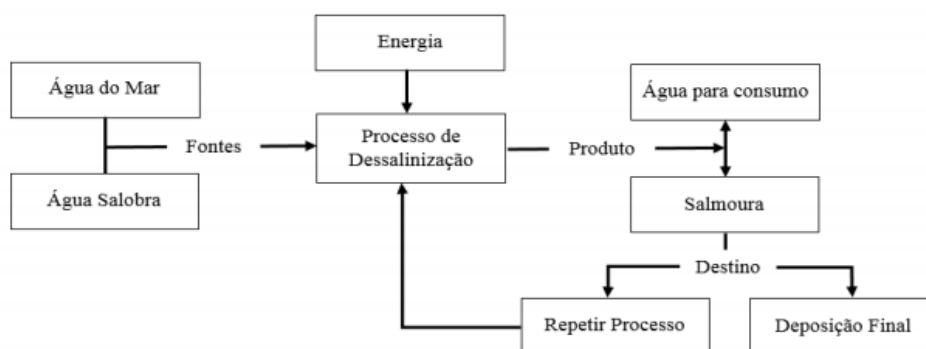 Energia
Água do Mar
Água para consumo
Fontes
Processo de
Dessalinização
Produto
Água Salobra
Salmoura
Destino
Repetir Processo
Deposição Final